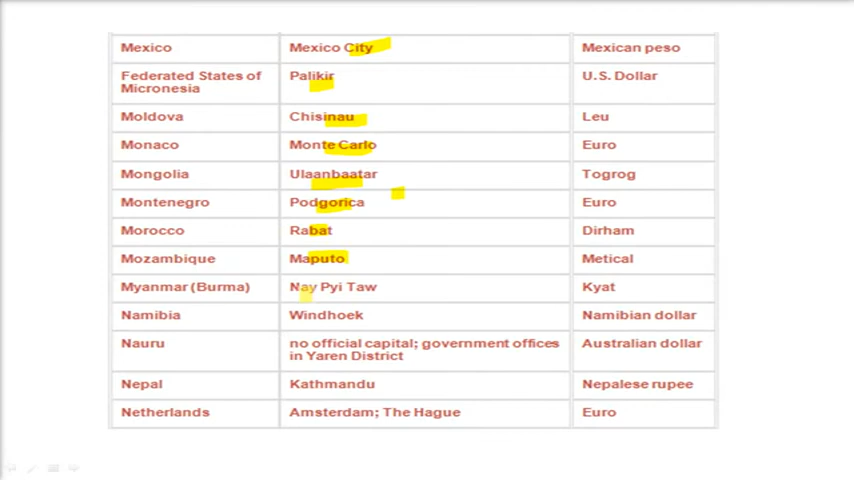 Mexico Mexico City Mexican peso
Federated States of Palikir U.S. Dollar
Micronesia
Moldova Chisinau Leu
Monaco Monte Carlo Euro
Mongolia Ulaanbaatar Togrog
Montenegro Podgorica Euro
Morocco Rabat Dirham
Mozambique Maputo Metical
Myanmar (Burma) Nay Pyi Taw Kyat
Namibia Windhoek Namibian dollar
Nauru no official capital; government offices Australian dollar
in Yaren District
Nepal Kathmandu Nepalese rupee
Netherlands Amsterdam; The Hague Euro